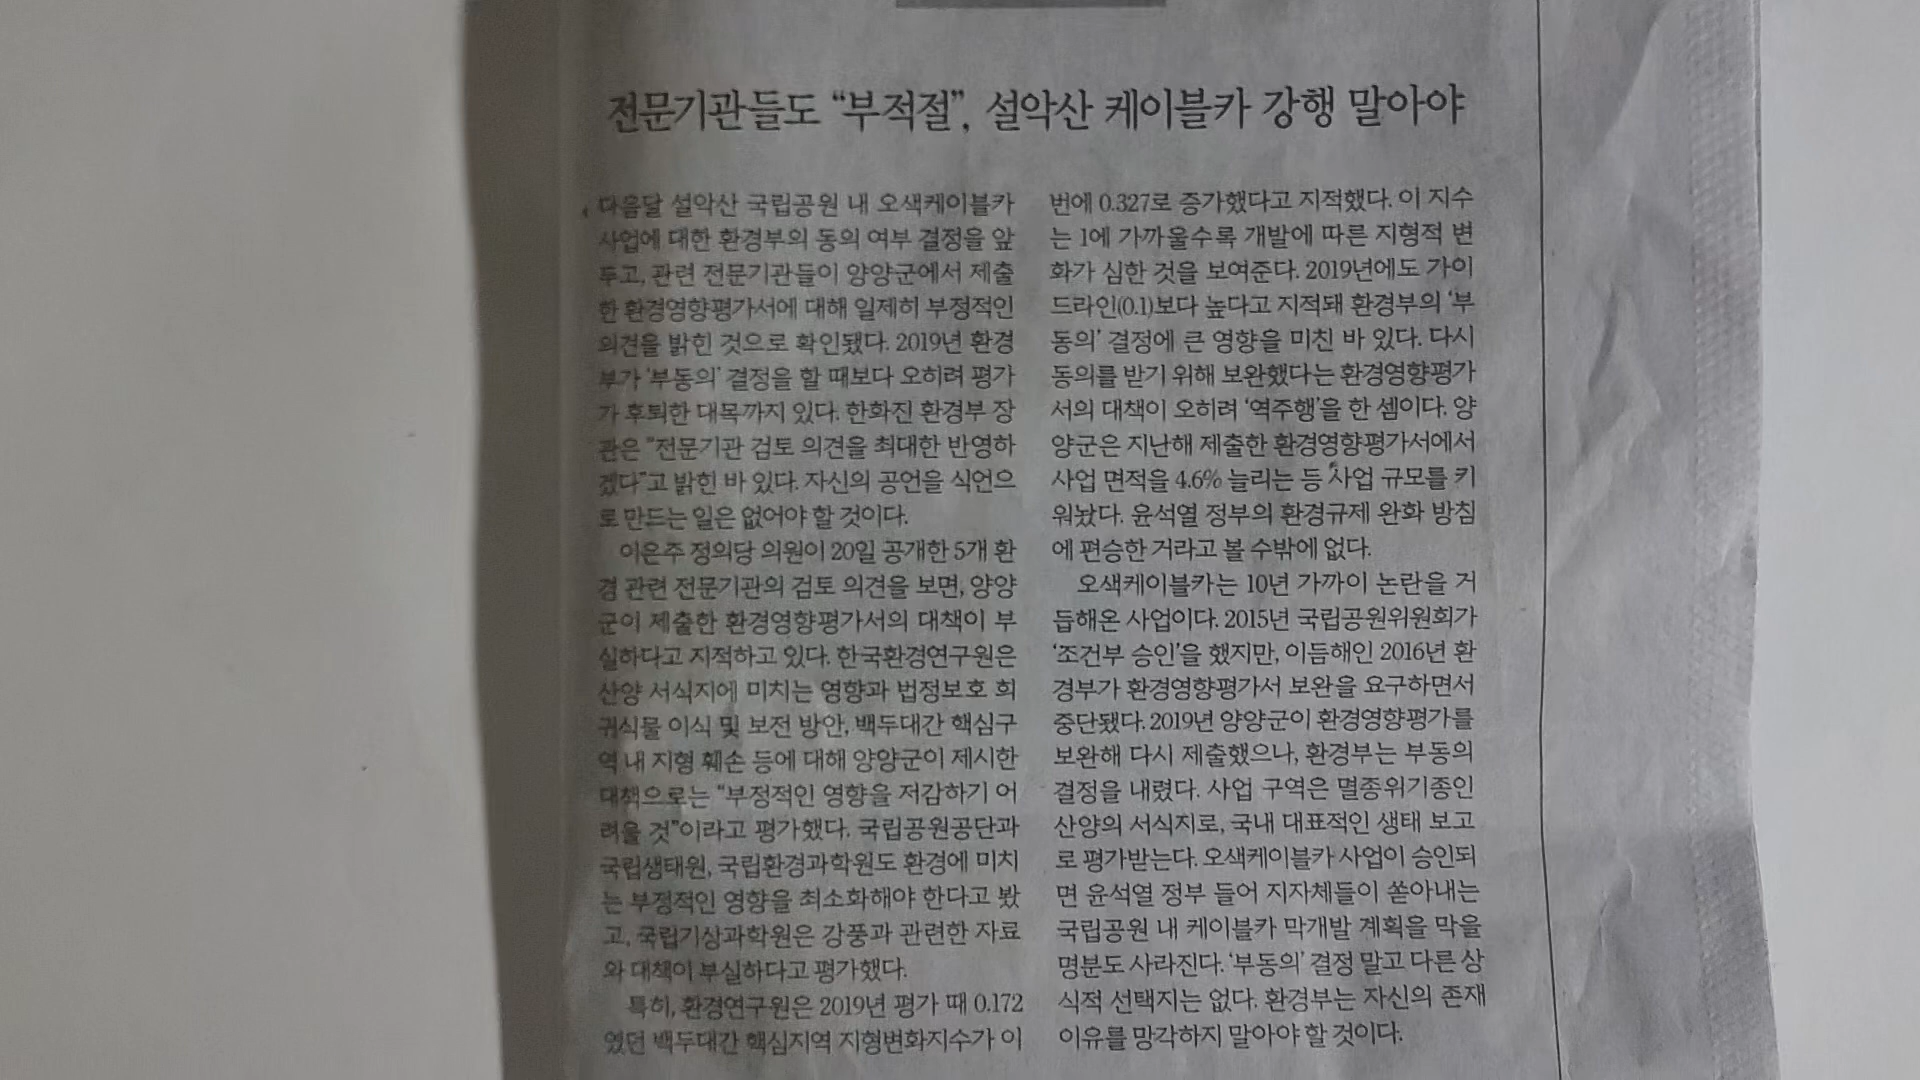 전문기관들도 “부적절”, 설악산 케이블카 강행 말아야
다음달 설악산 국립공원 내 오색케이블카
사업에 대한 환경부의 동의 여부 결정을 앞
두고, 관련 전문기관들이 양양군에서 제출
한 환경영향평가서에 대해 일제히 부정적인
의견을 밝힌 것으로 확인됐다. 2019년 환경
부가 ‘부동의’ 결정을 할 때보다 오히려 평가
가 후퇴한 대목까지 있다. 한화진 환경부 장
관은 “전문기관 검토 의견을 최대한 반영하
겠다”고 밝힌 바 있다. 자신의 공언을 식언으
로 만드는 일은 없어야 할 것이다.
이은주 정의당 의원이 20일 공개한 5개 환
경 관련 전문기관의 검토 의견을 보면, 양양
군이 제출한 환경영향평가서의 대책이 부
실하다고 지적하고 있다. 한국환경연구원은
산양 서식지에 미치는 영향과 법정보호 희
귀식물 이식 및 보전 방안, 백두대간 핵심구
역 내 지형 훼손 등에 대해 양양군이 제시한
대책으로는 “부정적인 영향을 저감하기 어
려울 것”이라고 평가했다. 국립공원공단과
국립생태원, 국립환경과학원도 환경에 미치
는 부정적인 영향을 최소화해야 한다고 봤
고, 국립기상과학원은 강풍과 관련한 자료
와 대책이 부실하다고 평가했다.
특히, 환경연구원은 2019년 평가 때 0.172
였던 백두대간 핵심지역 지형변화지수가 이
번에 0.327로 증가했다고 지적했다. 이 지수
는 1에 가까울수록 개발에 따른 지형적 변
화가 심한 것을 보여준다. 2019년에도 가이
드라인(0.1)보다 높다고 지적돼 환경부의 ‘부
동의’ 결정에 큰 영향을 미친 바 있다. 다시
동의를 받기 위해 보완했다는 환경영향평가
서의 대책이 오히려 ‘역주행’을 한 셈이다. 양
양군은 지난해 제출한 환경영향평가서에서
사업 면적을 4.6% 늘리는 등 사업 규모를 키
워놨다. 윤석열 정부의 환경규제 완화 방침
에 편승한 거라고 볼 수밖에 없다.
오색케이블카는 10년 가까이 논란을 거
듭해온 사업이다. 2015년 국립공원위원회가
‘조건부 승인’을 했지만, 이듬해인 2016년 환
경부가 환경영향평가서 보완을 요구하면서
중단됐다. 2019년 양양군이 환경영향평가를
보완해 다시 제출했으나, 환경부는 부동의
결정을 내렸다. 사업 구역은 멸종위기종인
산양의 서식지로, 국내 대표적인 생태 보고
로 평가받는다. 오색케이블카 사업이 승인되
면 윤석열 정부 들어 지자체들이 쏟아내는
국립공원 내 케이블카 막개발 계획을 막을
명분도 사라진다. ‘부동의’ 결정 말고 다른 상
식적 선택지는 없다. 환경부는 자신의 존재
이유를 망각하지 말아야 할 것이다.